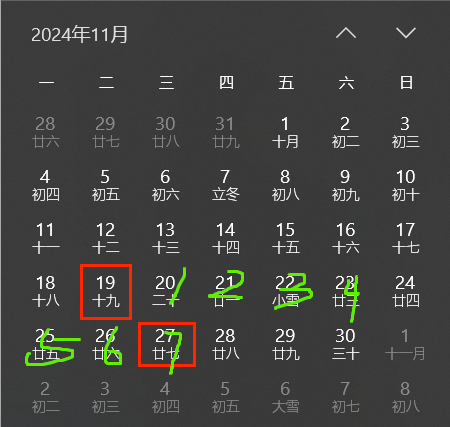 2024年11月
一 二 三 四 五 六 日
28 29 30 31 1 2 3
廿六 廿七 廿八 廿九 十月 初二 初三
4 5 6 7 8 9 10
初四 初五 初六 立冬 初八 初九 初十
11 12 13 14 15 16 17
十一 十二 十三 十四 十五 十六 十七
18 19 20 21 22 23 24
十八 十九 二十 廿一 小雪 廿三 廿四
1 2 3 4
25 26 27 28 29 30 1
廿五 廿六 廿七 廿八 廿九 三十 十一月
5 6 7
2 3 4 5 6 7 8
初二 初三 初四 初五 大雪 初七 初八